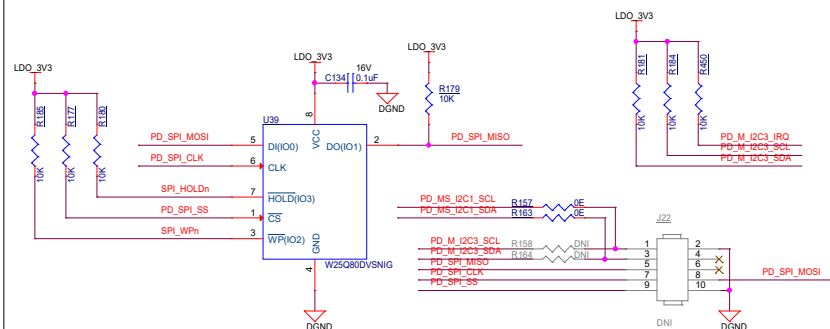 LDO_3V3
R185
R177
R180
10K
10K
10K
LDO_3V3
16V
C134
0.1uF
DGND
LDO_3V3
R179
10K
LDO_3V3
R181
R184
R450
10K
10K
10K
PD_M_I2C3_IRQ
PD_M_I2C3_SCL
PD_M_I2C3_SDA
U39
8
VCC
PD_SPI_MOSI 5 DI(IO0) DO(IO1) 2 PD_SPI_MISO
PD_SPI_CLK 6 CLK
SPI_HOLDn 7 HOLD(IO3)
PD_SPI_SS 1 CS
SPI_WPn 3 WP(IO2)
GND
4
W25Q80DVSNIG
DGND
PD_MS_I2C1_SCL R157 0E
PD_MS_I2C1_SDA R163 0E
J22
PD_M_I2C3_SCL R158 DNI 1 2
PD_M_I2C3_SDA R164 DNI 3 4
PD_SPI_MISO 5 6
PD_SPI_CLK 7 8 PD_SPI_MOSI
PD_SPI_SS 9 10
DNI
DGND